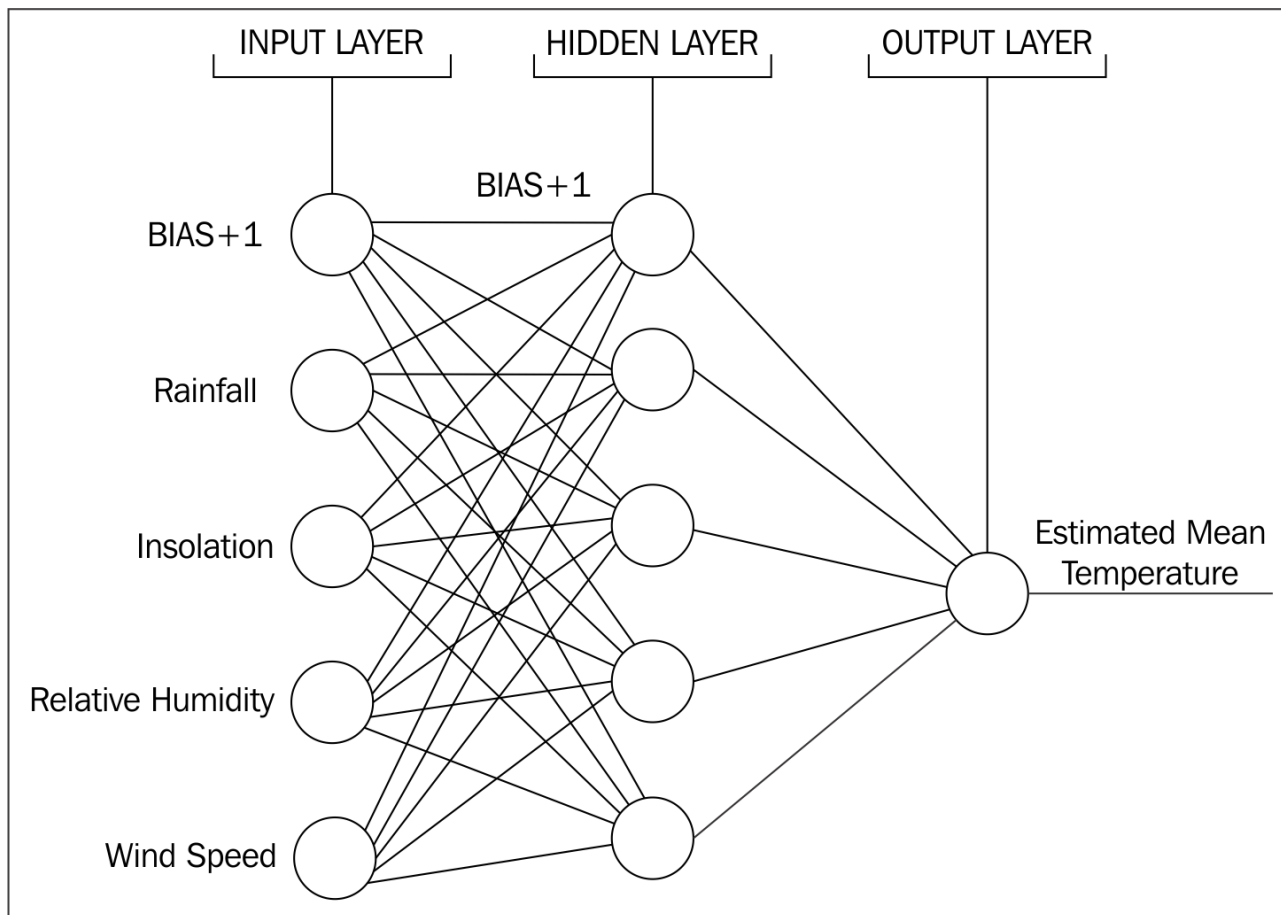 INPUT LAYER
HIDDEN LAYER
OUTPUT LAYER
BIAS+1
BIAS+1
Rainfall
Insolation
Estimated Mean
Temperature
Relative Humidity
Wind Speed